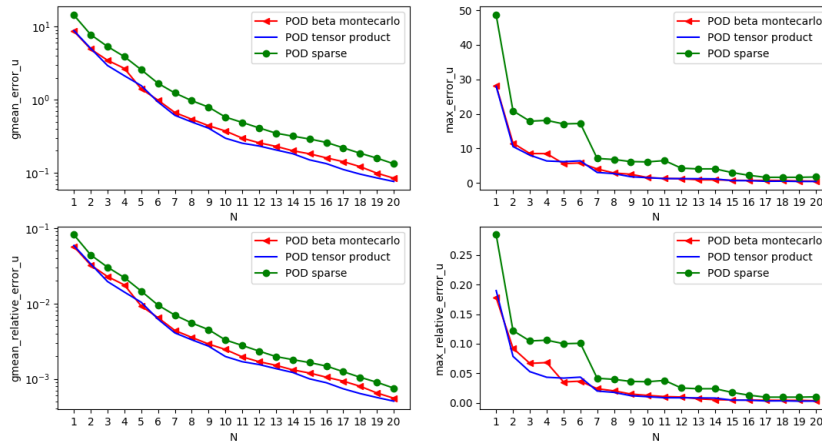 10¹
10⁰
10⁻¹
gmean_error_u
POD beta montecarlo
POD tensor product
POD sparse
1 2 3 4 5 6 7 8 9 10 11 12 13 14 15 16 17 18 19 20
N
50
40
30
20
10
0
max_error_u
POD beta montecarlo
POD tensor product
POD sparse
1 2 3 4 5 6 7 8 9 10 11 12 13 14 15 16 17 18 19 20
N
10⁻¹
10⁻²
10⁻³
gmean_relative_error_u
POD beta montecarlo
POD tensor product
POD sparse
1 2 3 4 5 6 7 8 9 10 11 12 13 14 15 16 17 18 19 20
N
0.25
0.20
0.15
0.10
0.05
0.00
max_relative_error_u
POD beta montecarlo
POD tensor product
POD sparse
1 2 3 4 5 6 7 8 9 10 11 12 13 14 15 16 17 18 19 20
N